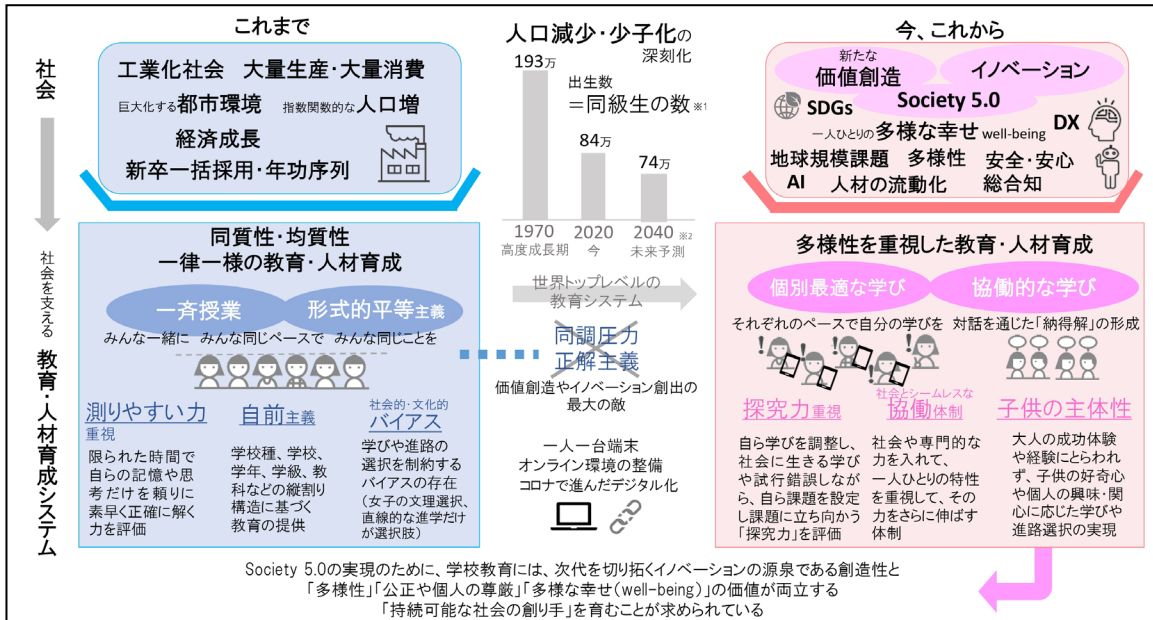 これまで
社会
工業化社会 大量生産・大量消費
巨大化する都市環境 指数関数的な人口増
経済成長
新卒一括採用・年功序列
人口減少・少子化の
深刻化
193万
出生数
＝同級生の数 ※1
84万
74万
1970 2020 2040 ※2
高度成長期 今 未来予測
今、これから
新たな
価値創造
イノベーション
SDGs
Society 5.0
一人ひとりの多様な幸せ well-being
DX
地球規模課題 多様性 安全・安心
AI 人材の流動化 総合知
社会を支える
教育・人材育成システム
同質性・均質性
一律一様の教育・人材育成
一斉授業
形式的平等主義
みんな一緒に みんな同じペースで みんな同じことを
測りやすい力
重視
限られた時間で
自らの記憶や思
考だけを頼りに
素早く正確に解く
力を評価
自前主義
学校種、学校、
学年、学級、教
科などの縦割り
構造に基づく
教育の提供
社会的・文化的
バイアス
学びや進路の
選択を制約する
バイアスの存在
（女子の文理選択、
直線的な進学だけ
が選択肢）
世界トップレベルの
教育システム
同調圧力
正解主義
価値創造やイノベーション創出の
最大の敵
一人一台端末
オンライン環境の整備
コロナで進んだデジタル化
多様性を重視した教育・人材育成
個別最適な学び
協働的な学び
それぞれのペースで自分の学びを
対話を通じた「納得解」の形成
探究力重視
自ら学びを調整し、
社会に生きる学び
や試行錯誤しなが
ら、自ら課題を設定
し課題に立ち向かう
「探究力」を評価
社会とシームレスな
協働体制
社会や専門的な
力を入れて、
一人ひとりの特性
を重視して、その
力をさらに伸ばす
体制
子供の主体性
大人の成功体験
や経験にとらわれ
ず、子供の好奇心
や個人の興味・関
心に応じた学びや
進路選択の実現
Society 5.0の実現のために、学校教育には、次代を切り拓くイノベーションの源泉である創造性と
「多様性」「公正や個人の尊厳」「多様な幸せ（well-being）」の価値が両立する
「持続可能な社会の創り手」を育むことが求められている